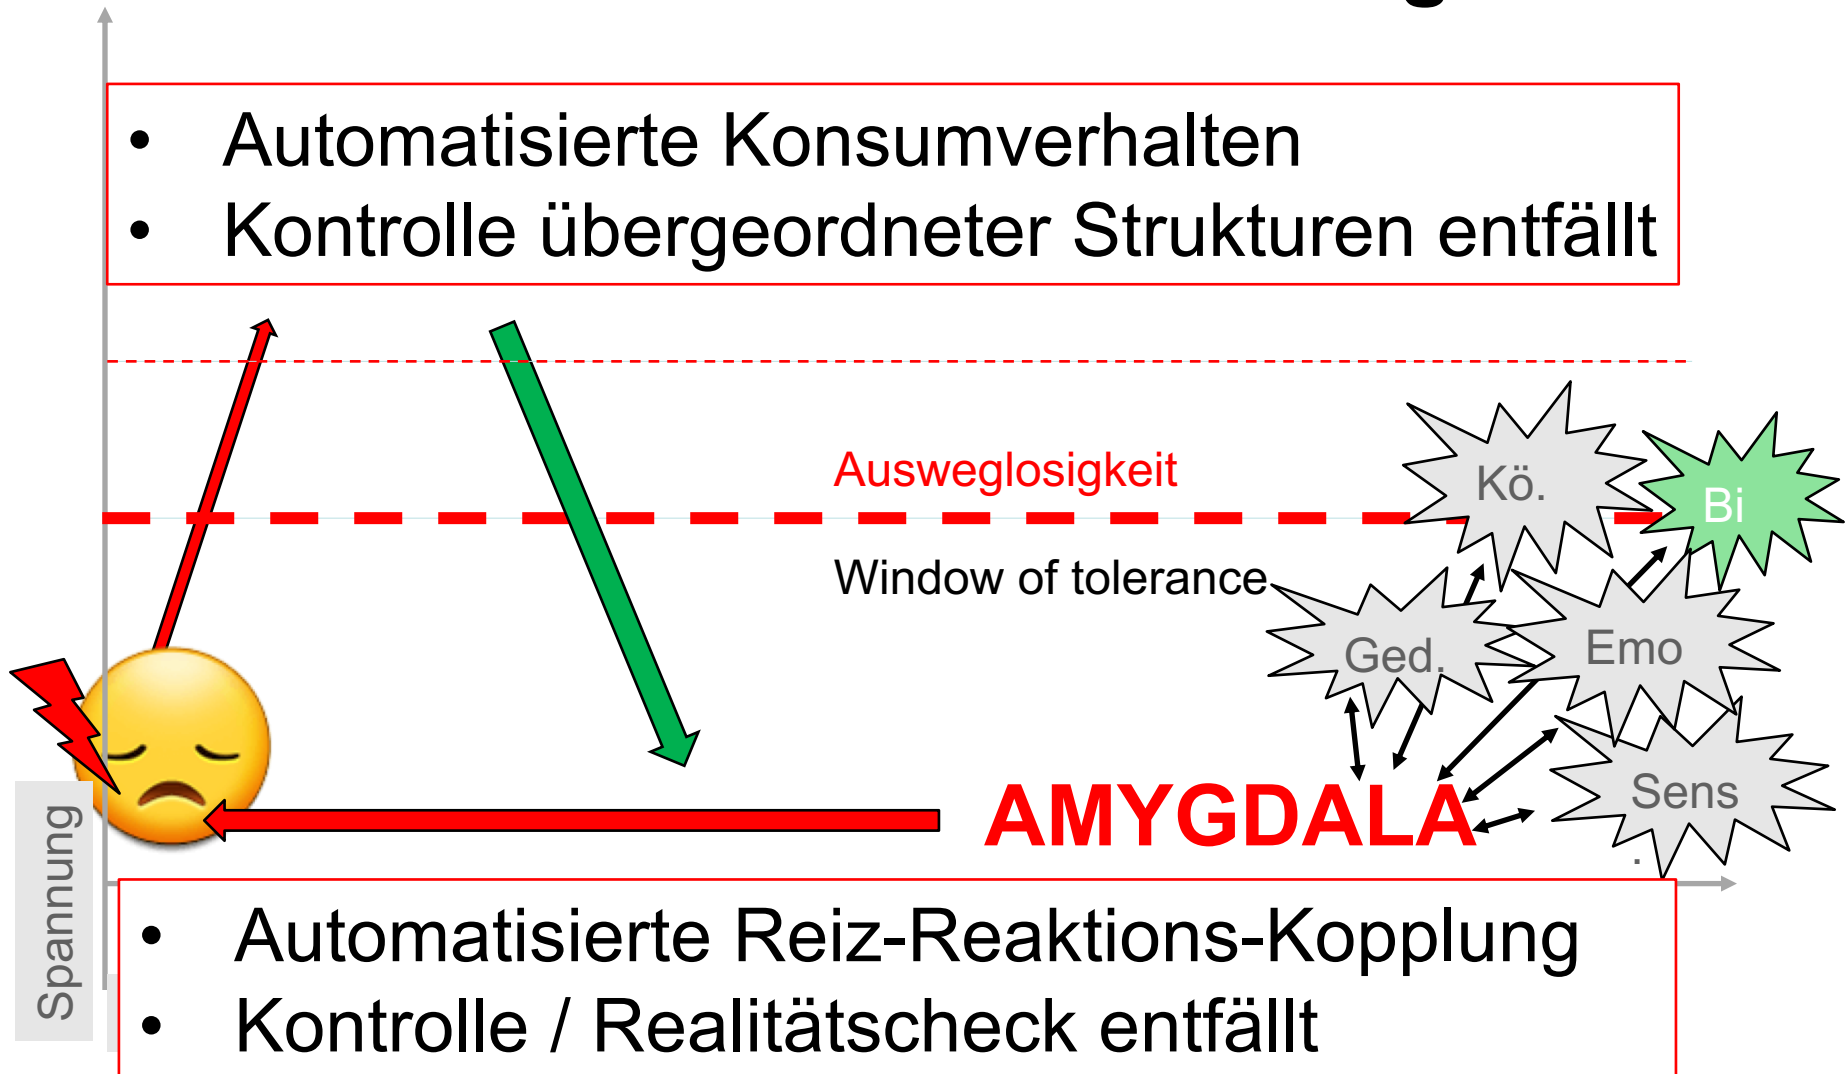 • Automatisierte Konsumverhalten
• Kontrolle übergeordneter Strukturen entfällt
Ausweglosigkeit
Window of tolerance
Kö.
Bi
Ged.
Emo
Sens
.
AMYGDALA
Spannung
• Automatisierte Reiz-Reaktions-Kopplung
• Kontrolle / Realitätscheck entfällt